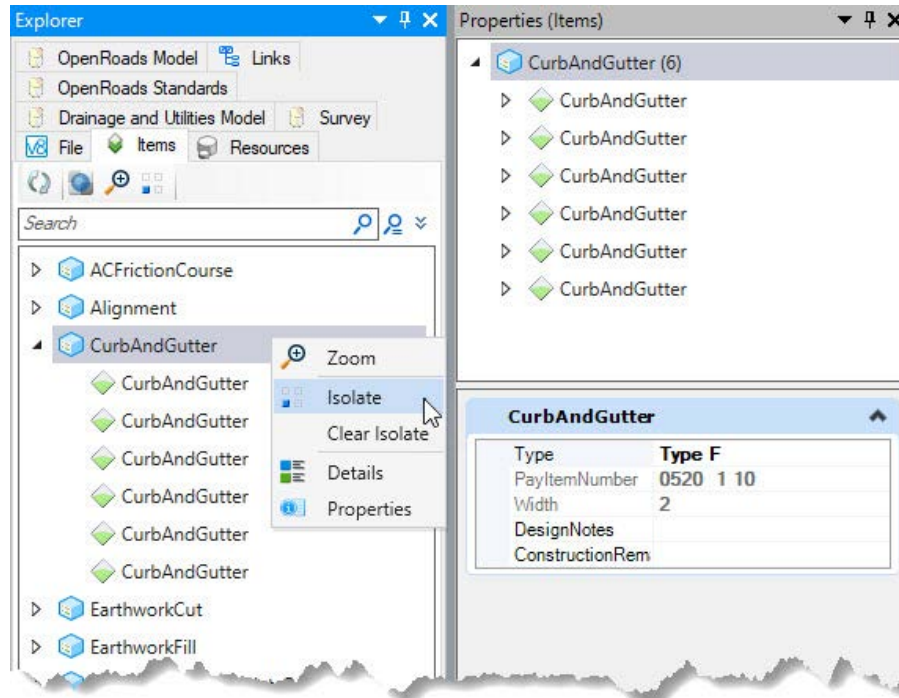 Explorer
OpenRoads Model Links
OpenRoads Standards
Drainage and Utilities Model Survey
V8 File Items Resources
Search
ACFrictionCourse
Alignment
CurbAndGutter
CurbAndGutter
CurbAndGutter
CurbAndGutter
CurbAndGutter
CurbAndGutter
CurbAndGutter
EarthworkCut
EarthworkFill
Zoom
Isolate
Clear Isolate
Details
Properties
Properties (Items)
CurbAndGutter (6)
CurbAndGutter
CurbAndGutter
CurbAndGutter
CurbAndGutter
CurbAndGutter
CurbAndGutter
CurbAndGutter
Type Type F
PayItemNumber 0520 1 10
Width 2
DesignNotes
ConstructionRem